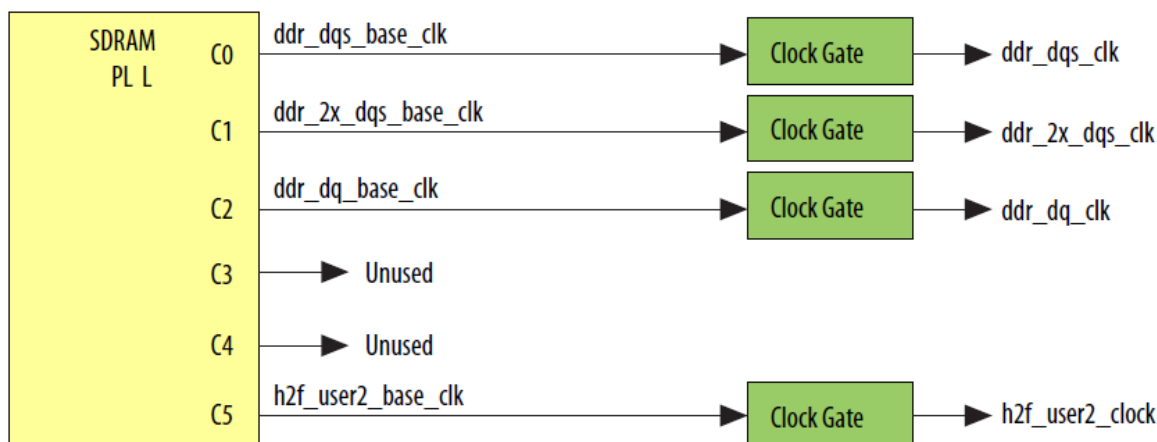 SDRAM
PL L
C0 ddr_dqs_base_clk Clock Gate ddr_dqs_clk
C1 ddr_2x_dqs_base_clk Clock Gate ddr_2x_dqs_clk
C2 ddr_dq_base_clk Clock Gate ddr_dq_clk
C3 Unused
C4 Unused
C5 h2f_user2_base_clk Clock Gate h2f_user2_clock